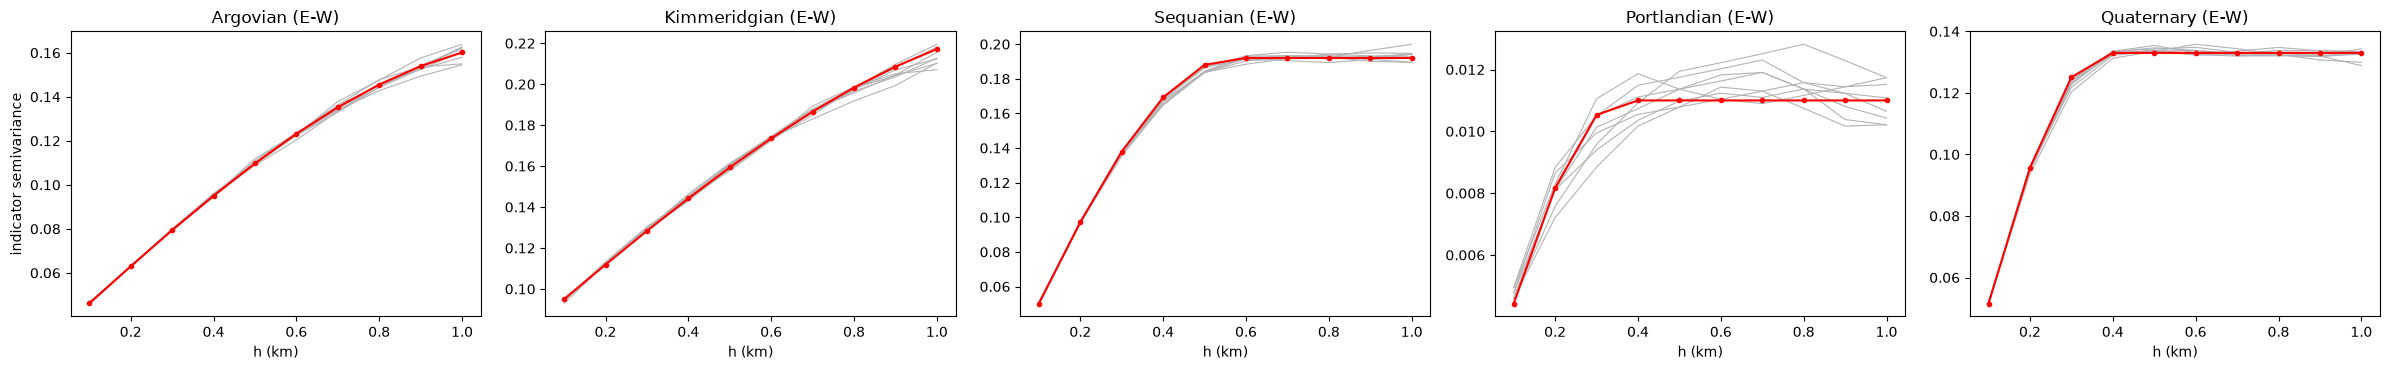 Argovian (E-W)
indicator semivariance
0.16
0.14
0.12
0.10
0.08
0.06
0.2 0.4 0.6 0.8 1.0
h (km)
Kimmeridgian (E-W)
0.22
0.20
0.18
0.16
0.14
0.12
0.10
0.2 0.4 0.6 0.8 1.0
h (km)
Sequanian (E-W)
0.20
0.18
0.16
0.14
0.12
0.10
0.08
0.06
0.2 0.4 0.6 0.8 1.0
h (km)
Portlandian (E-W)
0.012
0.010
0.008
0.006
0.2 0.4 0.6 0.8 1.0
h (km)
Quaternary (E-W)
0.14
0.12
0.10
0.08
0.06
0.2 0.4 0.6 0.8 1.0
h (km)